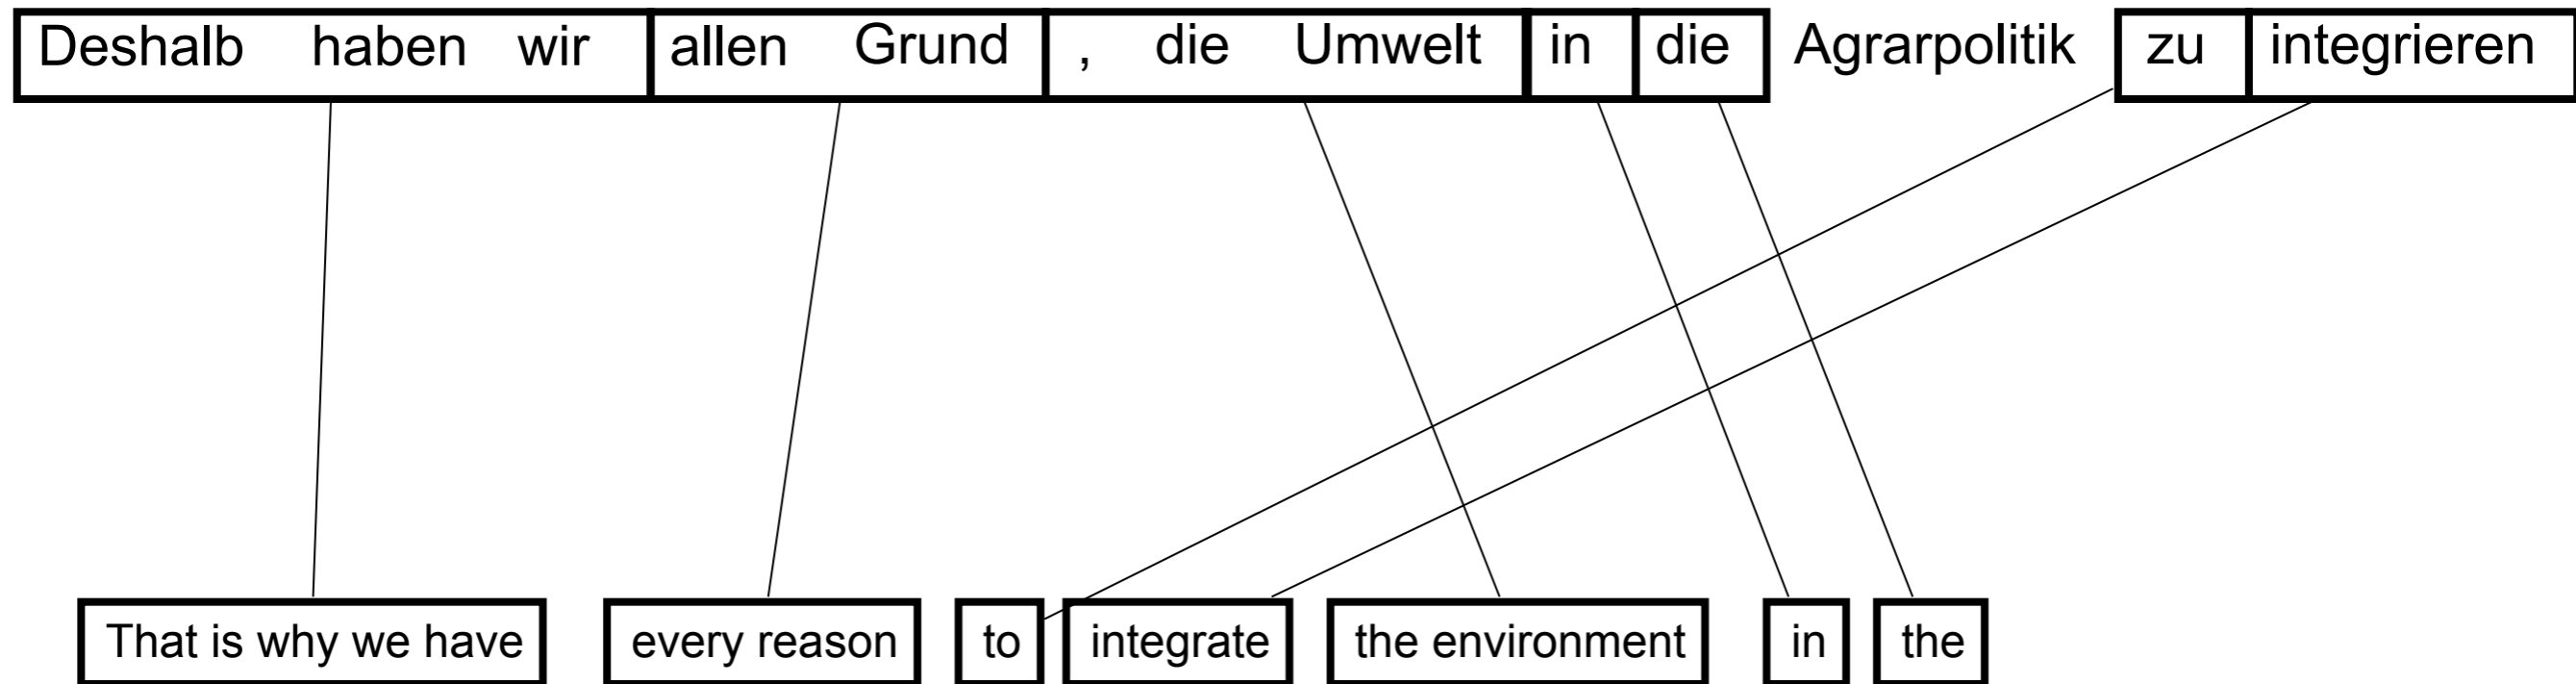 Deshalb haben wir allen Grund , die Umwelt in die Agrarpolitik zu integrieren
That is why we have every reason to integrate the environment in the